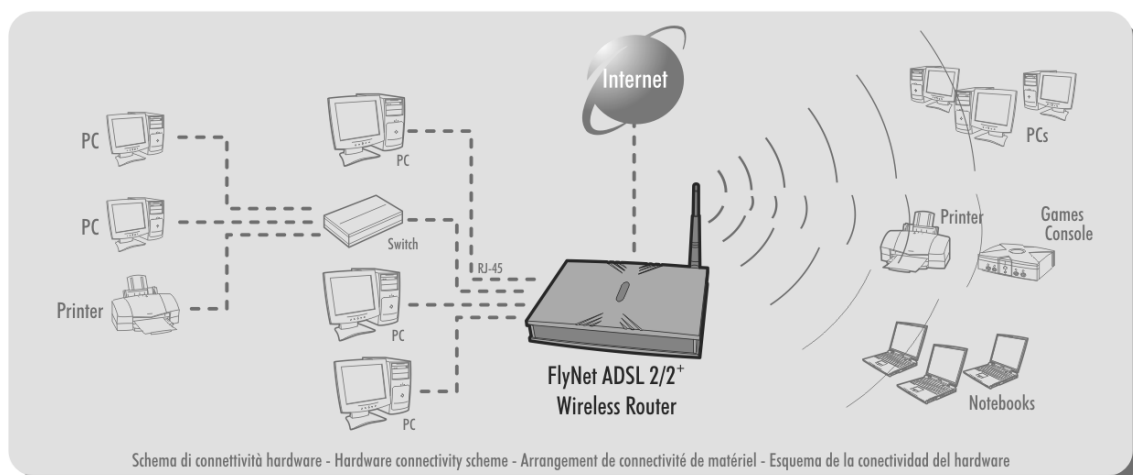 Internet
PC
PC
PCs
PC
Switch
Printer
Games
Console
RJ-45
Printer
PC
FlyNet ADSL 2/2+
Wireless Router
Notebooks
PC
Schema di connettività hardware - Hardware connectivity scheme - Arrangement de connectivité de matériel - Esquema de la conectividad del hardware